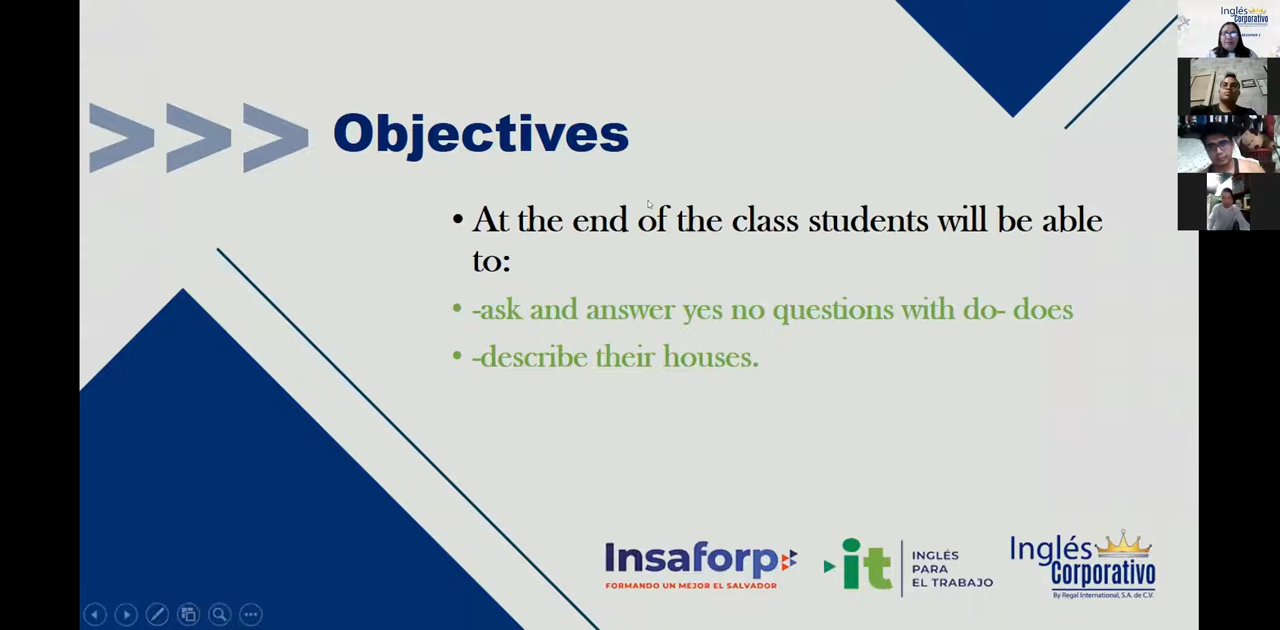 Objectives
• At the end of the class students will be able
to:
• -ask and answer yes no questions with do- does
• -describe their houses.
Insaforp
FORMANDO UN MEJOR EL SALVADOR
it
INGLÉS
PARA
EL TRABAJO
Inglés
Corporativo
By Regal International, S.A. de C.V.
Inglés
Corporativo